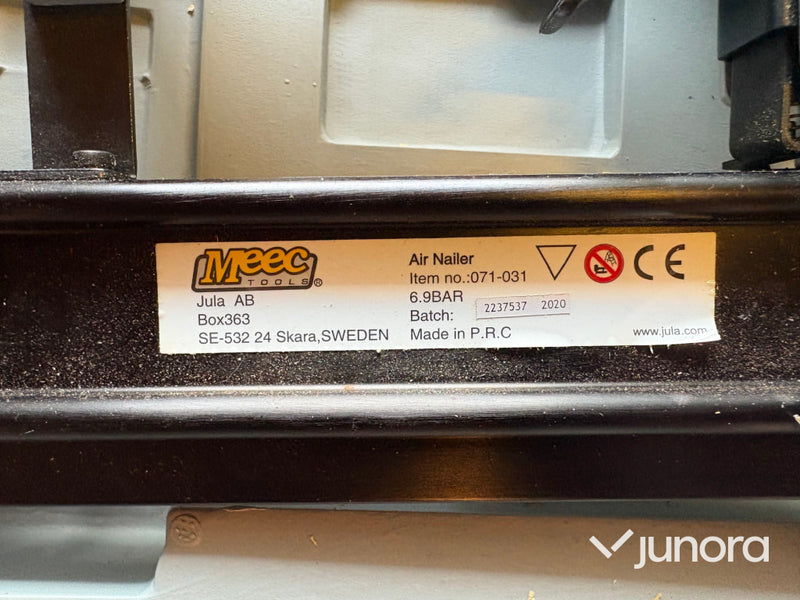 Meec
TOOLS®
Jula AB
Box363
SE-532 24 Skara,SWEDEN
Air Nailer
Item no.:071-031
6.9BAR
Batch: 2237537 2020
Made in P.R.C
CE
www.jula.com
junora